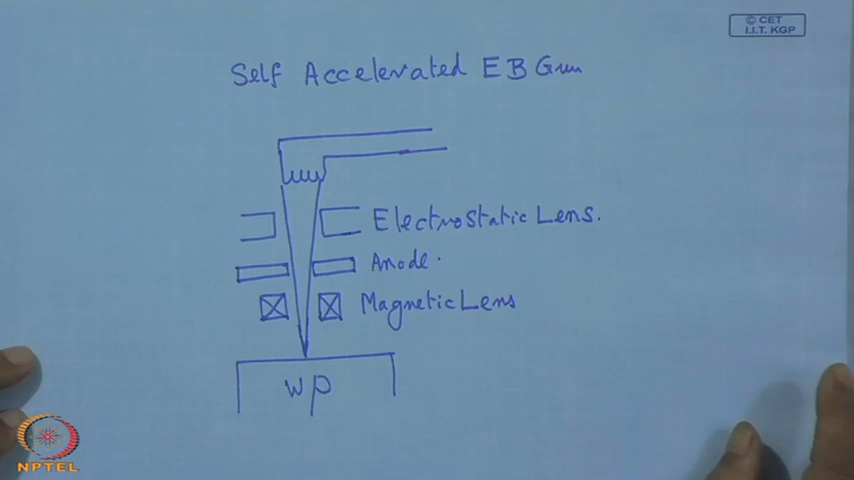 © CET
I.I.T. KGP
Self Accelerated EB Gun
Electrostatic Lens.
Anode.
Magnetic Lens
WP
NPTEL